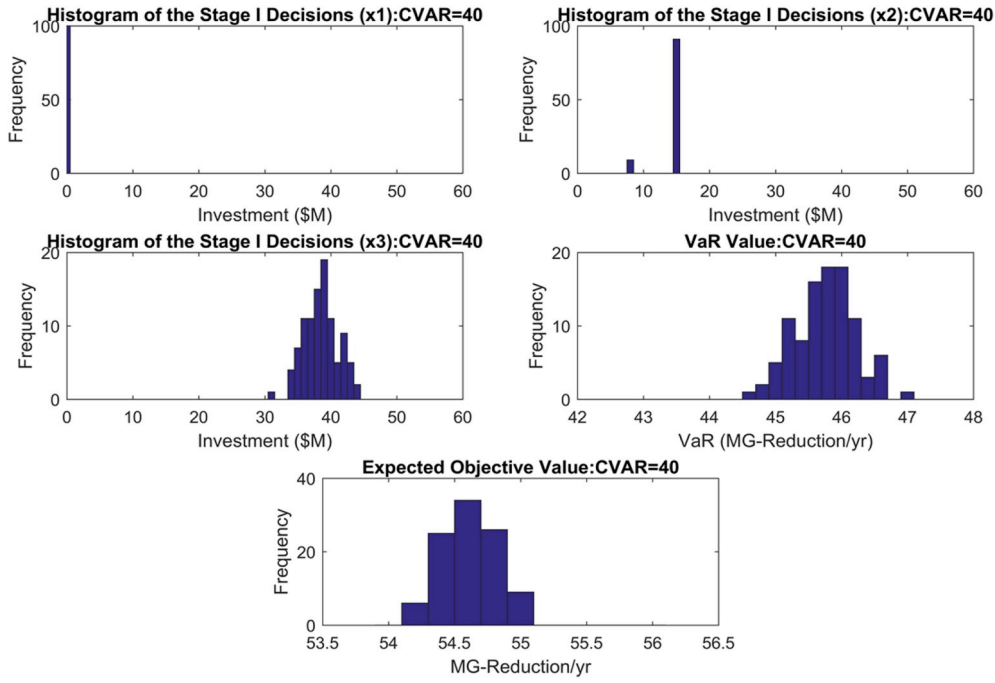 Histogram of the Stage I Decisions (x1):CVAR=40
100
50
0
Frequency
0 10 20 30 40 50 60
Investment ($M)
Histogram of the Stage I Decisions (x2):CVAR=40
100
50
0
Frequency
0 10 20 30 40 50 60
Investment ($M)
Histogram of the Stage I Decisions (x3):CVAR=40
20
10
0
Frequency
0 10 20 30 40 50 60
Investment ($M)
VaR Value:CVAR=40
20
10
0
Frequency
42 43 44 45 46 47 48
VaR (MG-Reduction/yr)
Expected Objective Value:CVAR=40
40
20
0
Frequency
53.5 54 54.5 55 55.5 56 56.5
MG-Reduction/yr